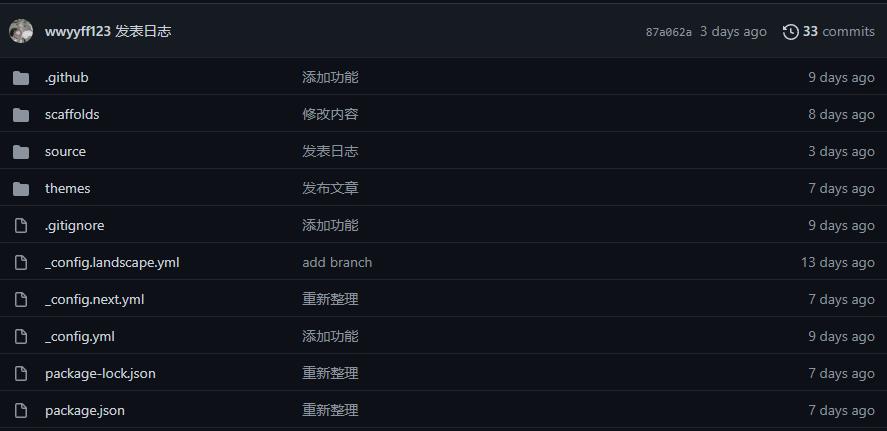 wwyyff123 发表日志 87a062a 3 days ago 33 commits
.github 添加功能 9 days ago
scaffolds 修改内容 8 days ago
source 发表日志 3 days ago
themes 发布文章 7 days ago
.gitignore 添加功能 9 days ago
_config.landscape.yml add branch 13 days ago
_config.next.yml 重新整理 7 days ago
_config.yml 添加功能 9 days ago
package-lock.json 重新整理 7 days ago
package.json 重新整理 7 days ago